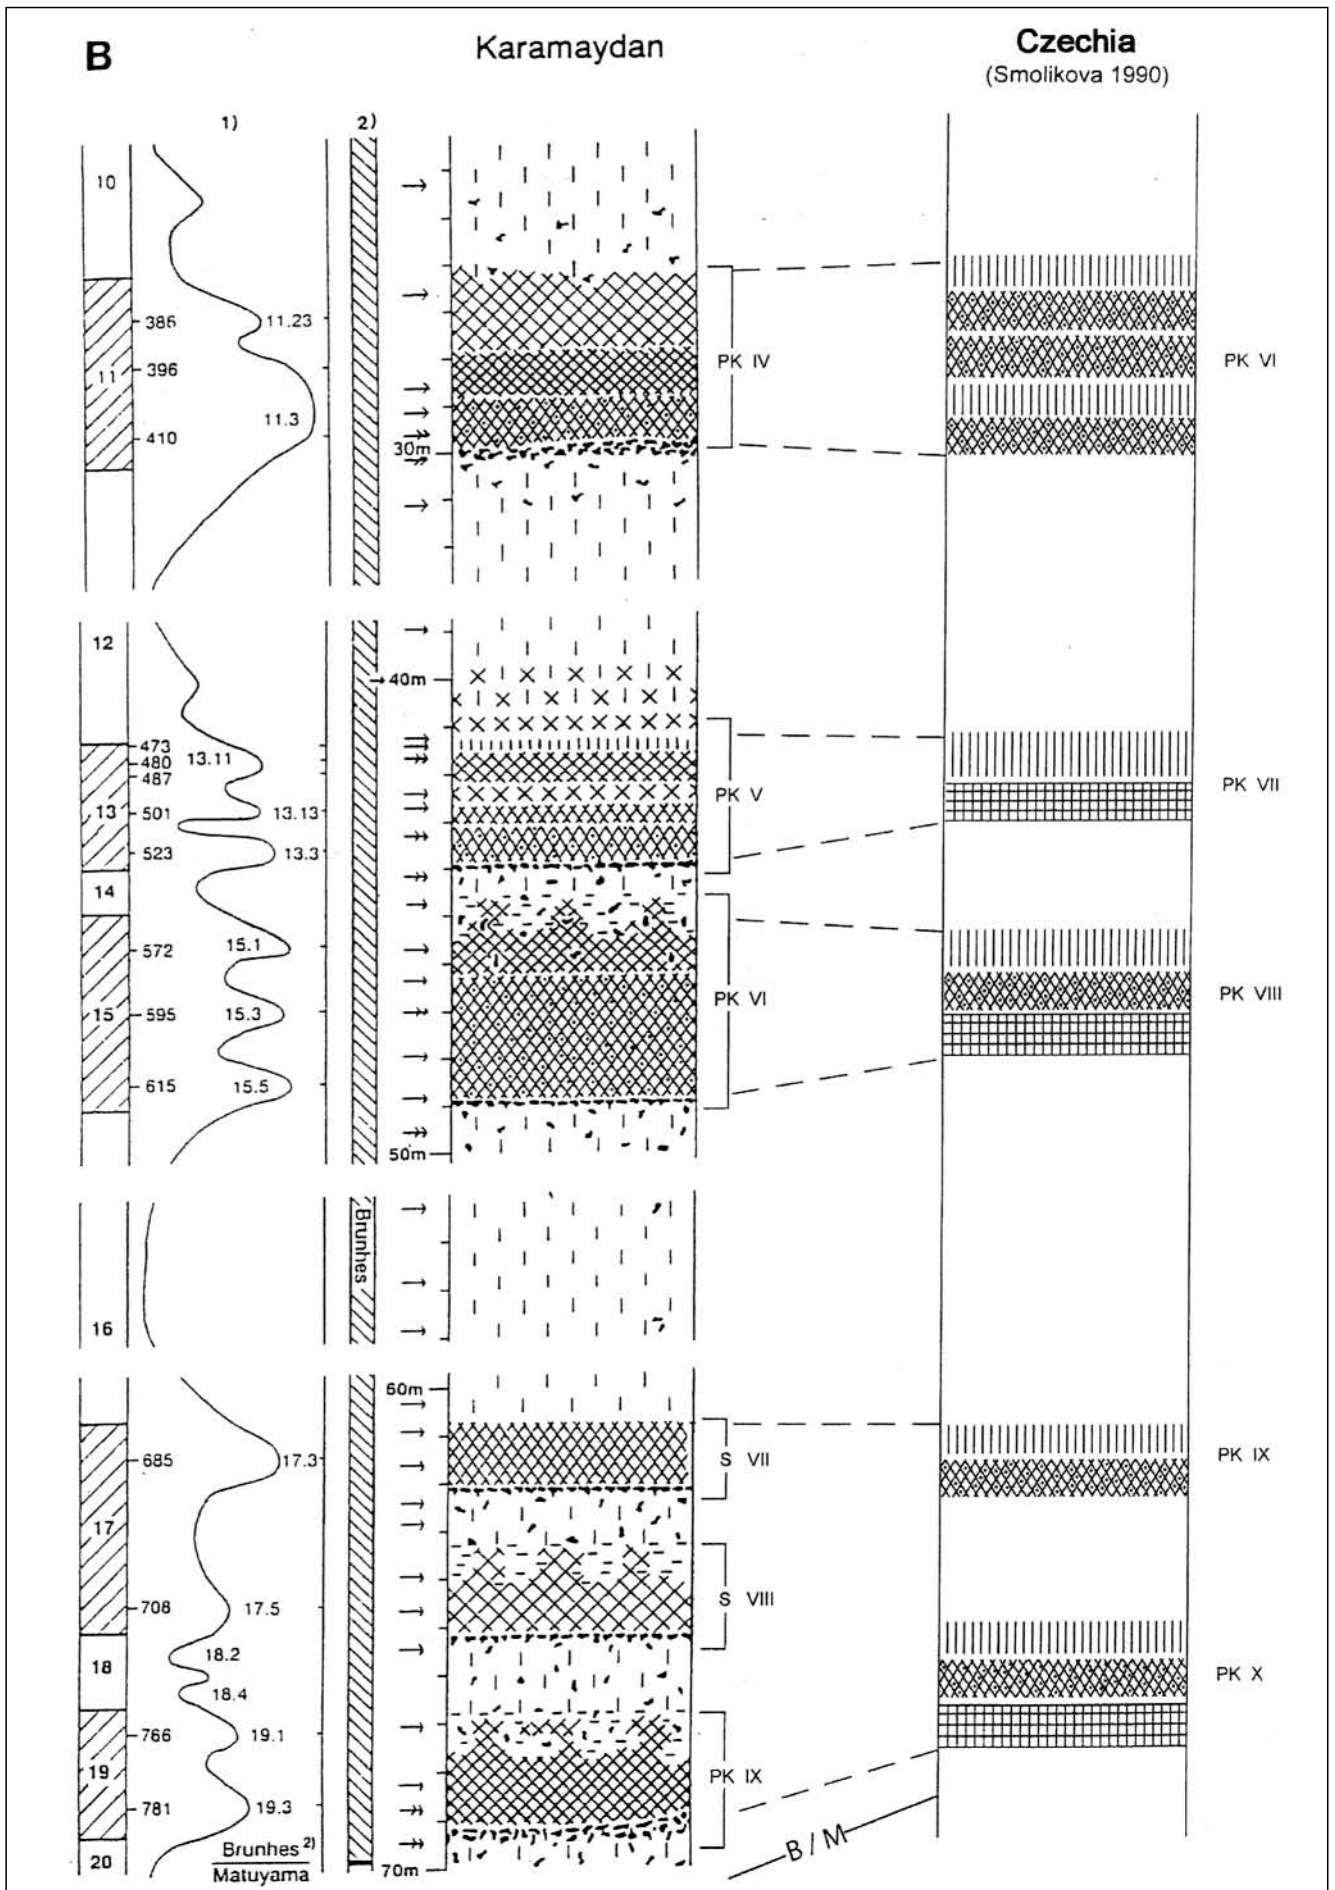 B
Karamaydan
Czechia
(Smolikova 1990)
1)
2)
10
11
385
396
410
11.23
11.3
30m
PK IV
PK VI
12
13
14
15
473
480
487
501
523
572
595
615
13.11
13.13
13.3
15.1
15.3
15.5
40m
50m
PK V
PK VI
PK VII
PK VIII
16
Brunhes
60m
17
18
19
20
685
708
766
781
17.3
17.5
18.2
18.4
19.1
19.3
S VII
S VIII
PK IX
PK IX
PK X
Brunhes 2)
Matuyama
70m
B / M